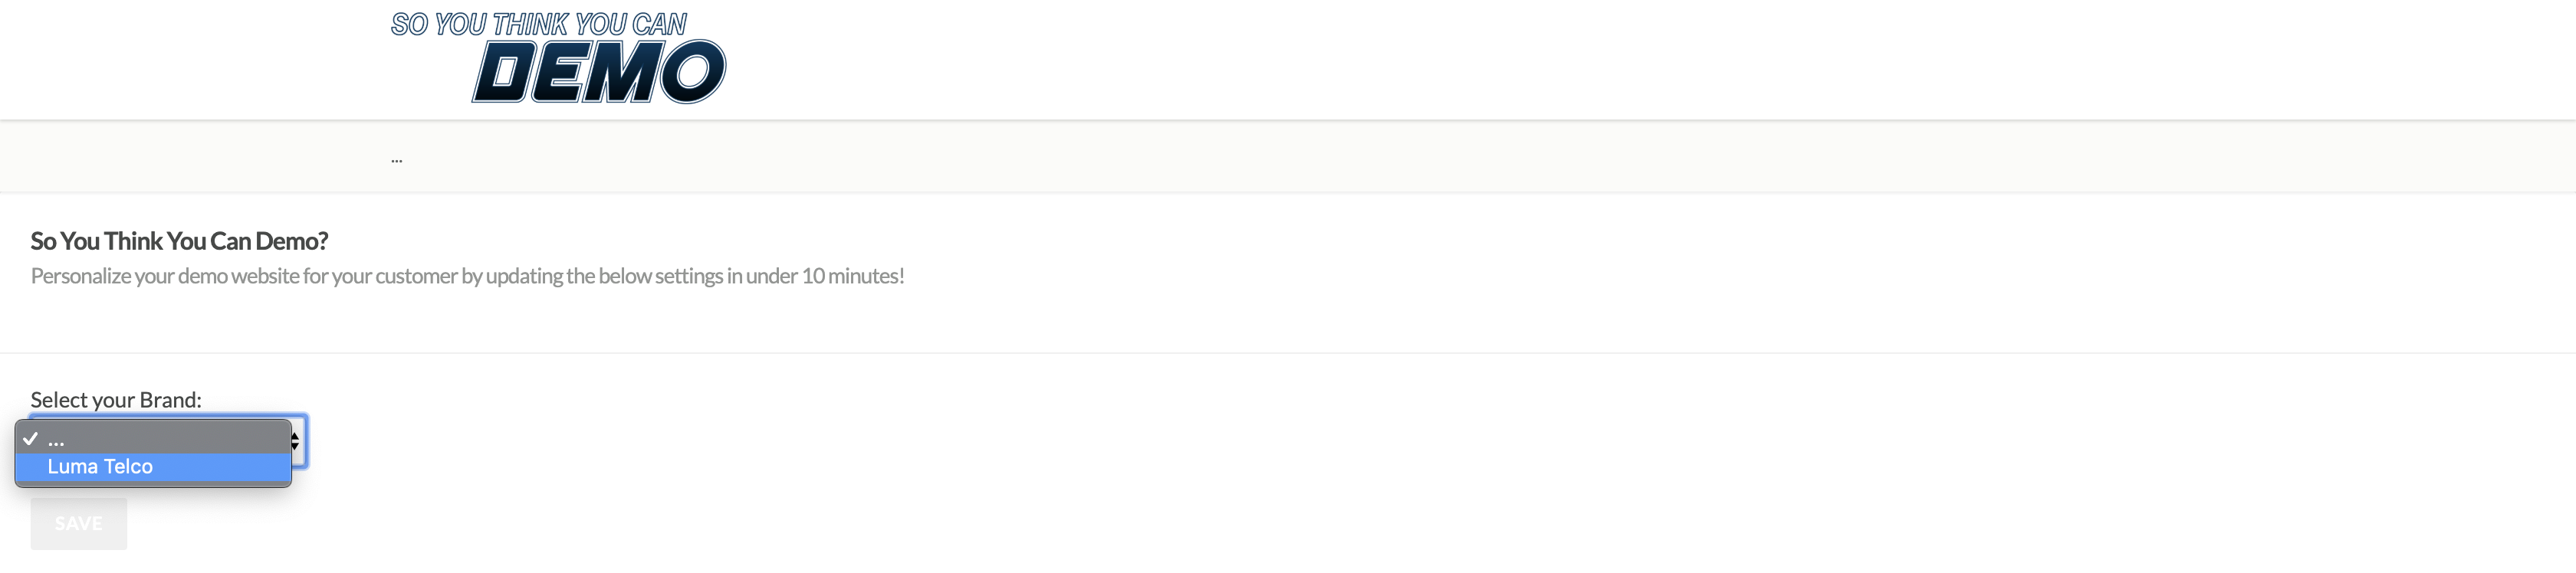 SO YOU THINK YOU CAN
DEMO
...
So You Think You Can Demo?
Personalize your demo website for your customer by updating the below settings in under 10 minutes!
Select your Brand:
...
Luma Telco
SAVE